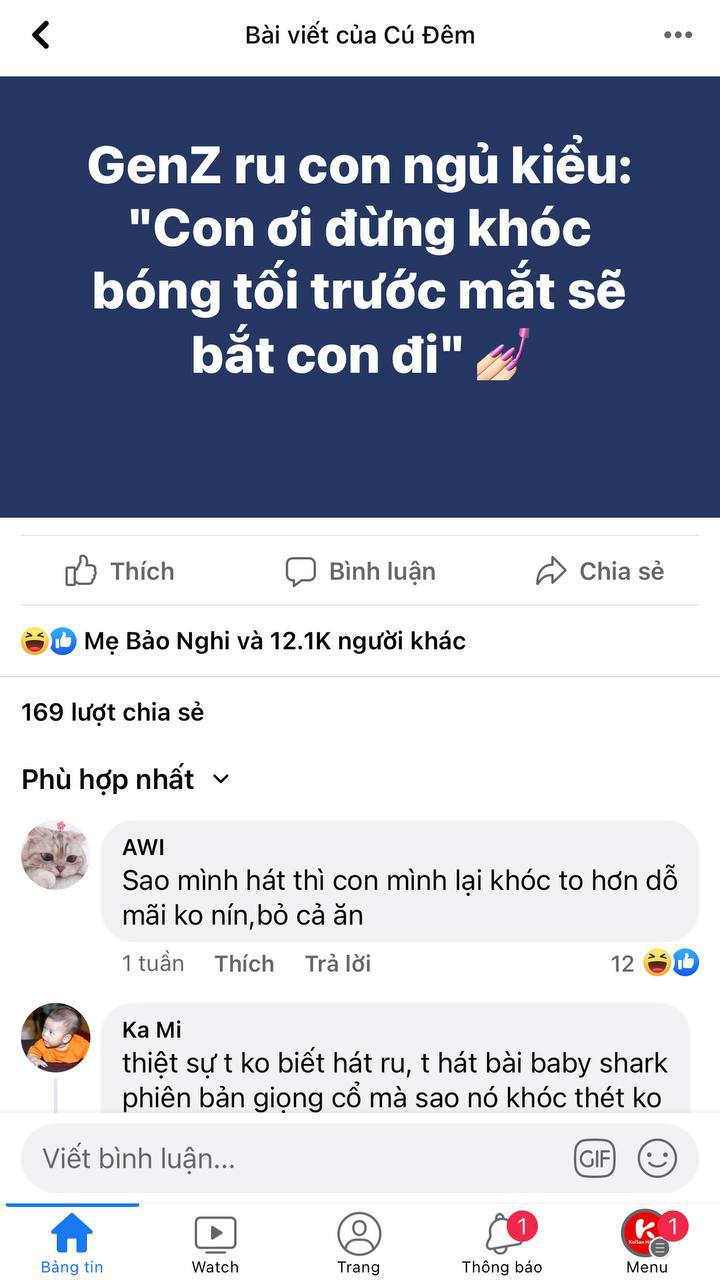 Bài viết của Cú Đêm
GenZ ru con ngủ kiểu:
"Con ơi đừng khóc
bóng tối trước mắt sẽ
bắt con đi" 💅
Thích
Bình luận
Chia sẻ
Mẹ Bảo Nghi và 12.1K người khác
169 lượt chia sẻ
Phù hợp nhất
AWI
Sao mình hát thì con mình lại khóc to hơn dỗ
mãi ko nín,bỏ cả ăn
1 tuần Thích Trả lời 12
Ka Mi
thiệt sự t ko biết hát ru, t hát bài baby shark
phiên bản giọng cổ mà sao nó khóc thét ko
Viết bình luận...
GIF
1
1
Bảng tin
Watch
Trang
Thông báo
Menu